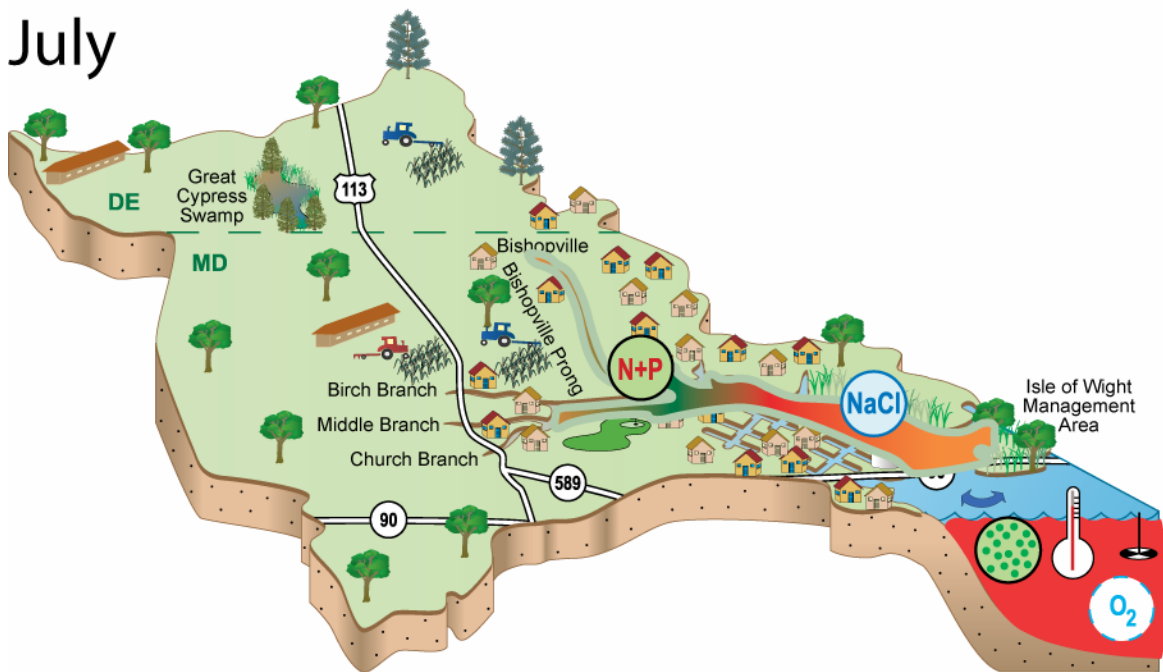 July
Great
Cypress
Swamp
DE
MD
113
Bishopville
Bishopville Prong
N+P
NaCl
Isle of Wight
Management
Area
Birch Branch
Middle Branch
Church Branch
589
90
O₂